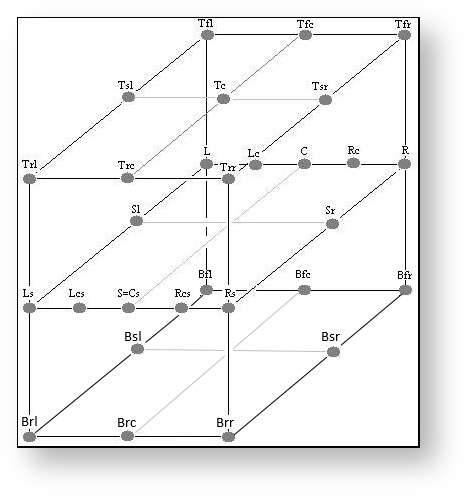 Tfl Tfc Tfr
Tsl Tc Tsr
Trl Trc Trr
L Lc C Rc R
Sl Sr
Ls Lcs S=Cs Rcs Rs
Bfl Bfc Bfr
Bsl Bsr
Brl Brc Brr